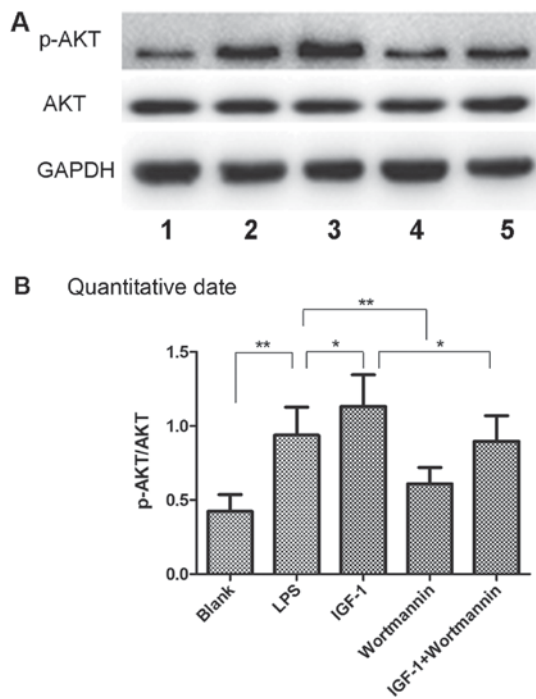 A
p-AKT
AKT
GAPDH
1 2 3 4 5
B Quantitative date
**
** * *
1.5
1.0
0.5
0.0
p-AKT/AKT
Blank
LPS
IGF-1
Wortmannin
IGF-1+Wortmannin